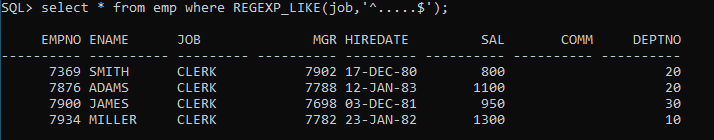 SQL> select * from emp where REGEXP_LIKE(job,'^.....$');
EMPNO ENAME JOB MGR HIREDATE SAL COMM DEPTNO
---------- ---------- --------- ---------- --------- ---------- ---------- ----------
7369 SMITH CLERK 7902 17-DEC-80 800 20
7876 ADAMS CLERK 7788 12-JAN-83 1100 20
7900 JAMES CLERK 7698 03-DEC-81 950 30
7934 MILLER CLERK 7782 23-JAN-82 1300 10